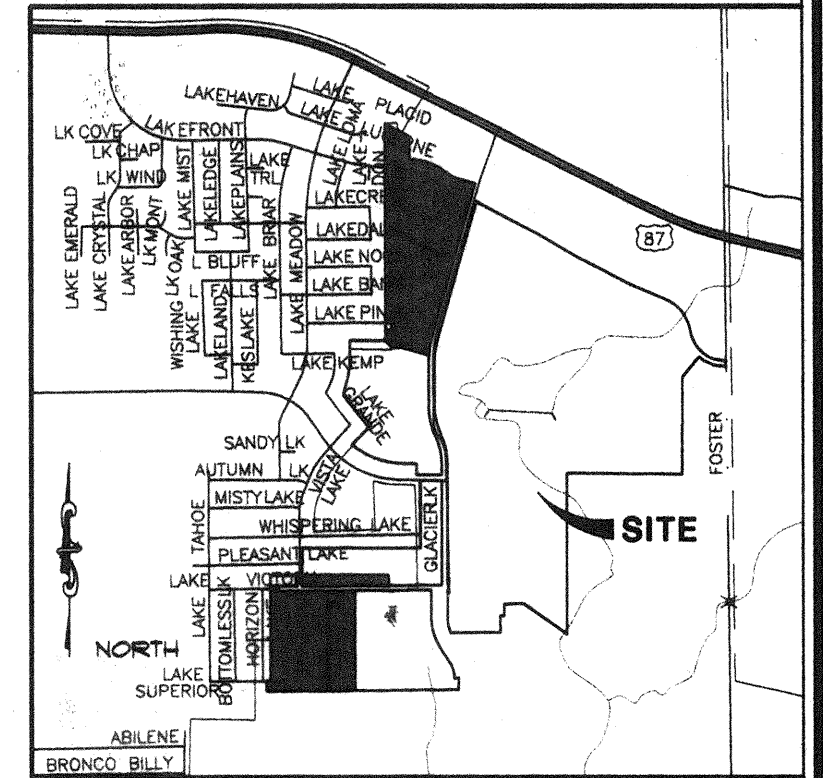 LAKEHAVEN
LAKE
PLACID
LAKE
LAKEFRONT
LAKE LOMA
LAKE
LK COVE
LK CHAP
LK WIND
LAKE MIST
LAKELEDGE
LAKEPLAINS
LAKE
TRL
LAKE EMERALD
LAKE CRYSTAL
LAKE ARBOR
LK MONT
LK OAK
WISHING
LAKE BRIAR
LAKE MEADOW
LAKECRE
LAKEDAL
LAKE NO
LAKE BAN
LAKE PIN
L BLUFF
L FALLS
LAKE
LAKELAND
KESLAKE
87
LAKE KEMP
LAKE
GRANDE
FOSTER
SANDY LK
AUTUMN LK
VISTA
LAKE
MISTY LAKE
WHISPERING LAKE
GLACIER LK
TAHOE
PLEASANT LAKE
LAKE
LAKE
BOTTOMLESS LK
HORIZON
SITE
NORTH
LAKE
SUPERIOR
ABILENE
BRONCO BILLY